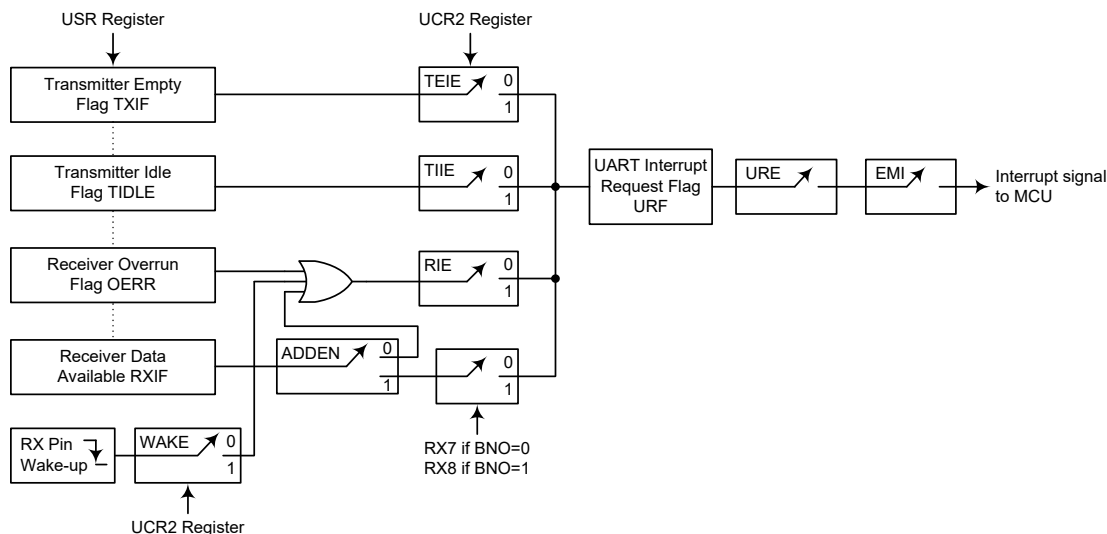 USR Register
UCR2 Register
Transmitter Empty
Flag TXIF
TEIE
0
1
Transmitter Idle
Flag TIDLE
TIIE
0
1
UART Interrupt
Request Flag
URF
URE
EMI
Interrupt signal
to MCU
Receiver Overrun
Flag OERR
RIE
0
1
Receiver Data
Available RXIF
ADDEN
0
1
0
1
RX7 if BNO=0
RX8 if BNO=1
RX Pin
Wake-up
WAKE
0
1
UCR2 Register